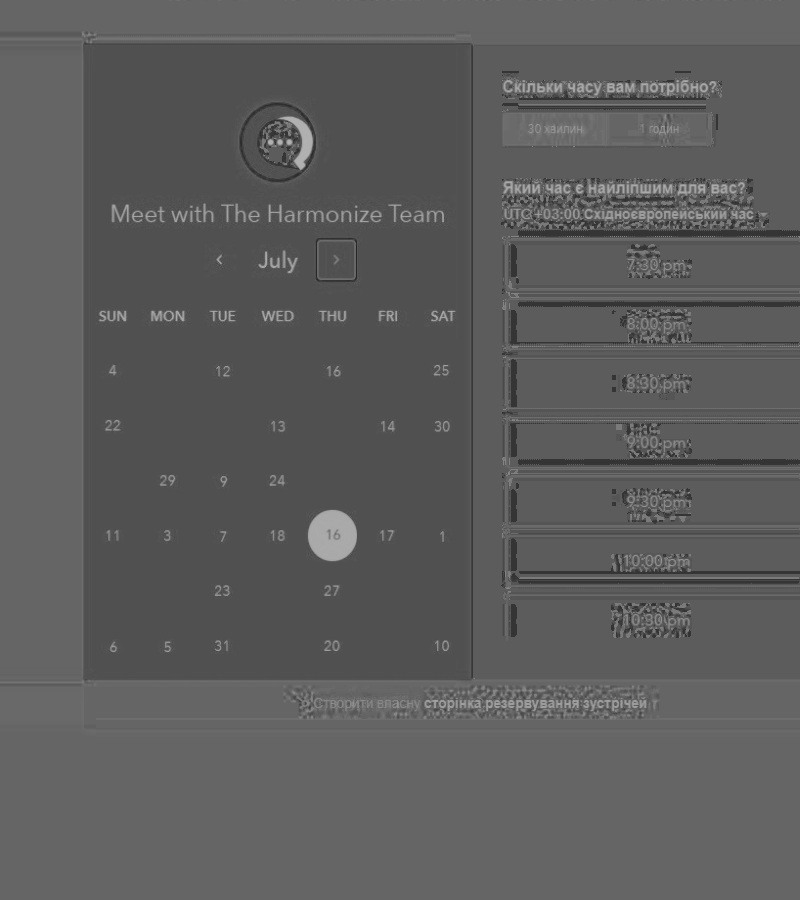 Meet with The Harmonize Team
July
SUN MON TUE WED THU FRI SAT
4 12 16 25
22 13 14 30
29 9 24
11 3 7 18 16 17 1
23 27
6 5 31 20 10
Скільки часу вам потрібно?
30 хвилин 1 годин
Який час є найліпшим для вас?
UTC +03:00 Східноєвропейський час
7:30 pm
8:00 pm
8:30 pm
9:00 pm
9:30 pm
10:00 pm
10:30 pm
Створити власну сторінка резервування зустрічей